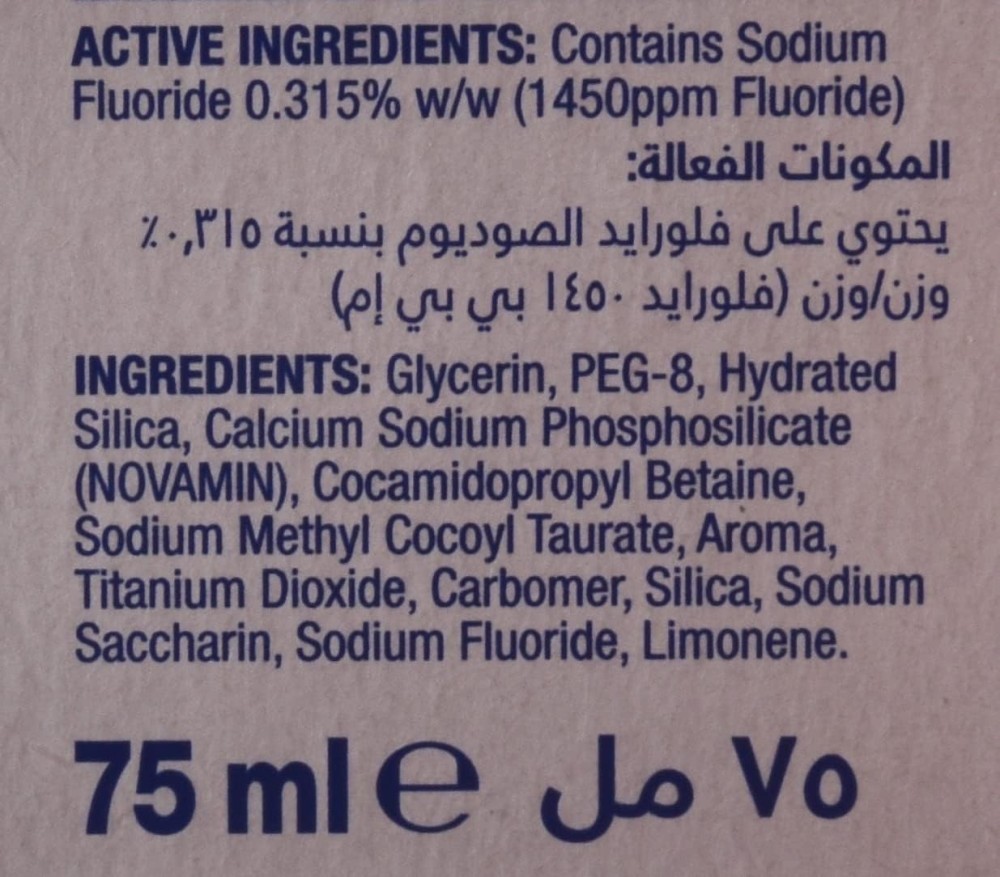 ACTIVE INGREDIENTS: Contains Sodium
Fluoride 0.315% w/w (1450ppm Fluoride)
المكونات الفعالة:
يحتوي على فلورايد الصوديوم بنسبة ٠,٣١٥٪
وزن/وزن (فلورايد ١٤٥٠ بي بي إم)
INGREDIENTS: Glycerin, PEG-8, Hydrated
Silica, Calcium Sodium Phosphosilicate
(NOVAMIN), Cocamidopropyl Betaine,
Sodium Methyl Cocoyl Taurate, Aroma,
Titanium Dioxide, Carbomer, Silica, Sodium
Saccharin, Sodium Fluoride, Limonene.
75 ml ℮ ٧٥ مل